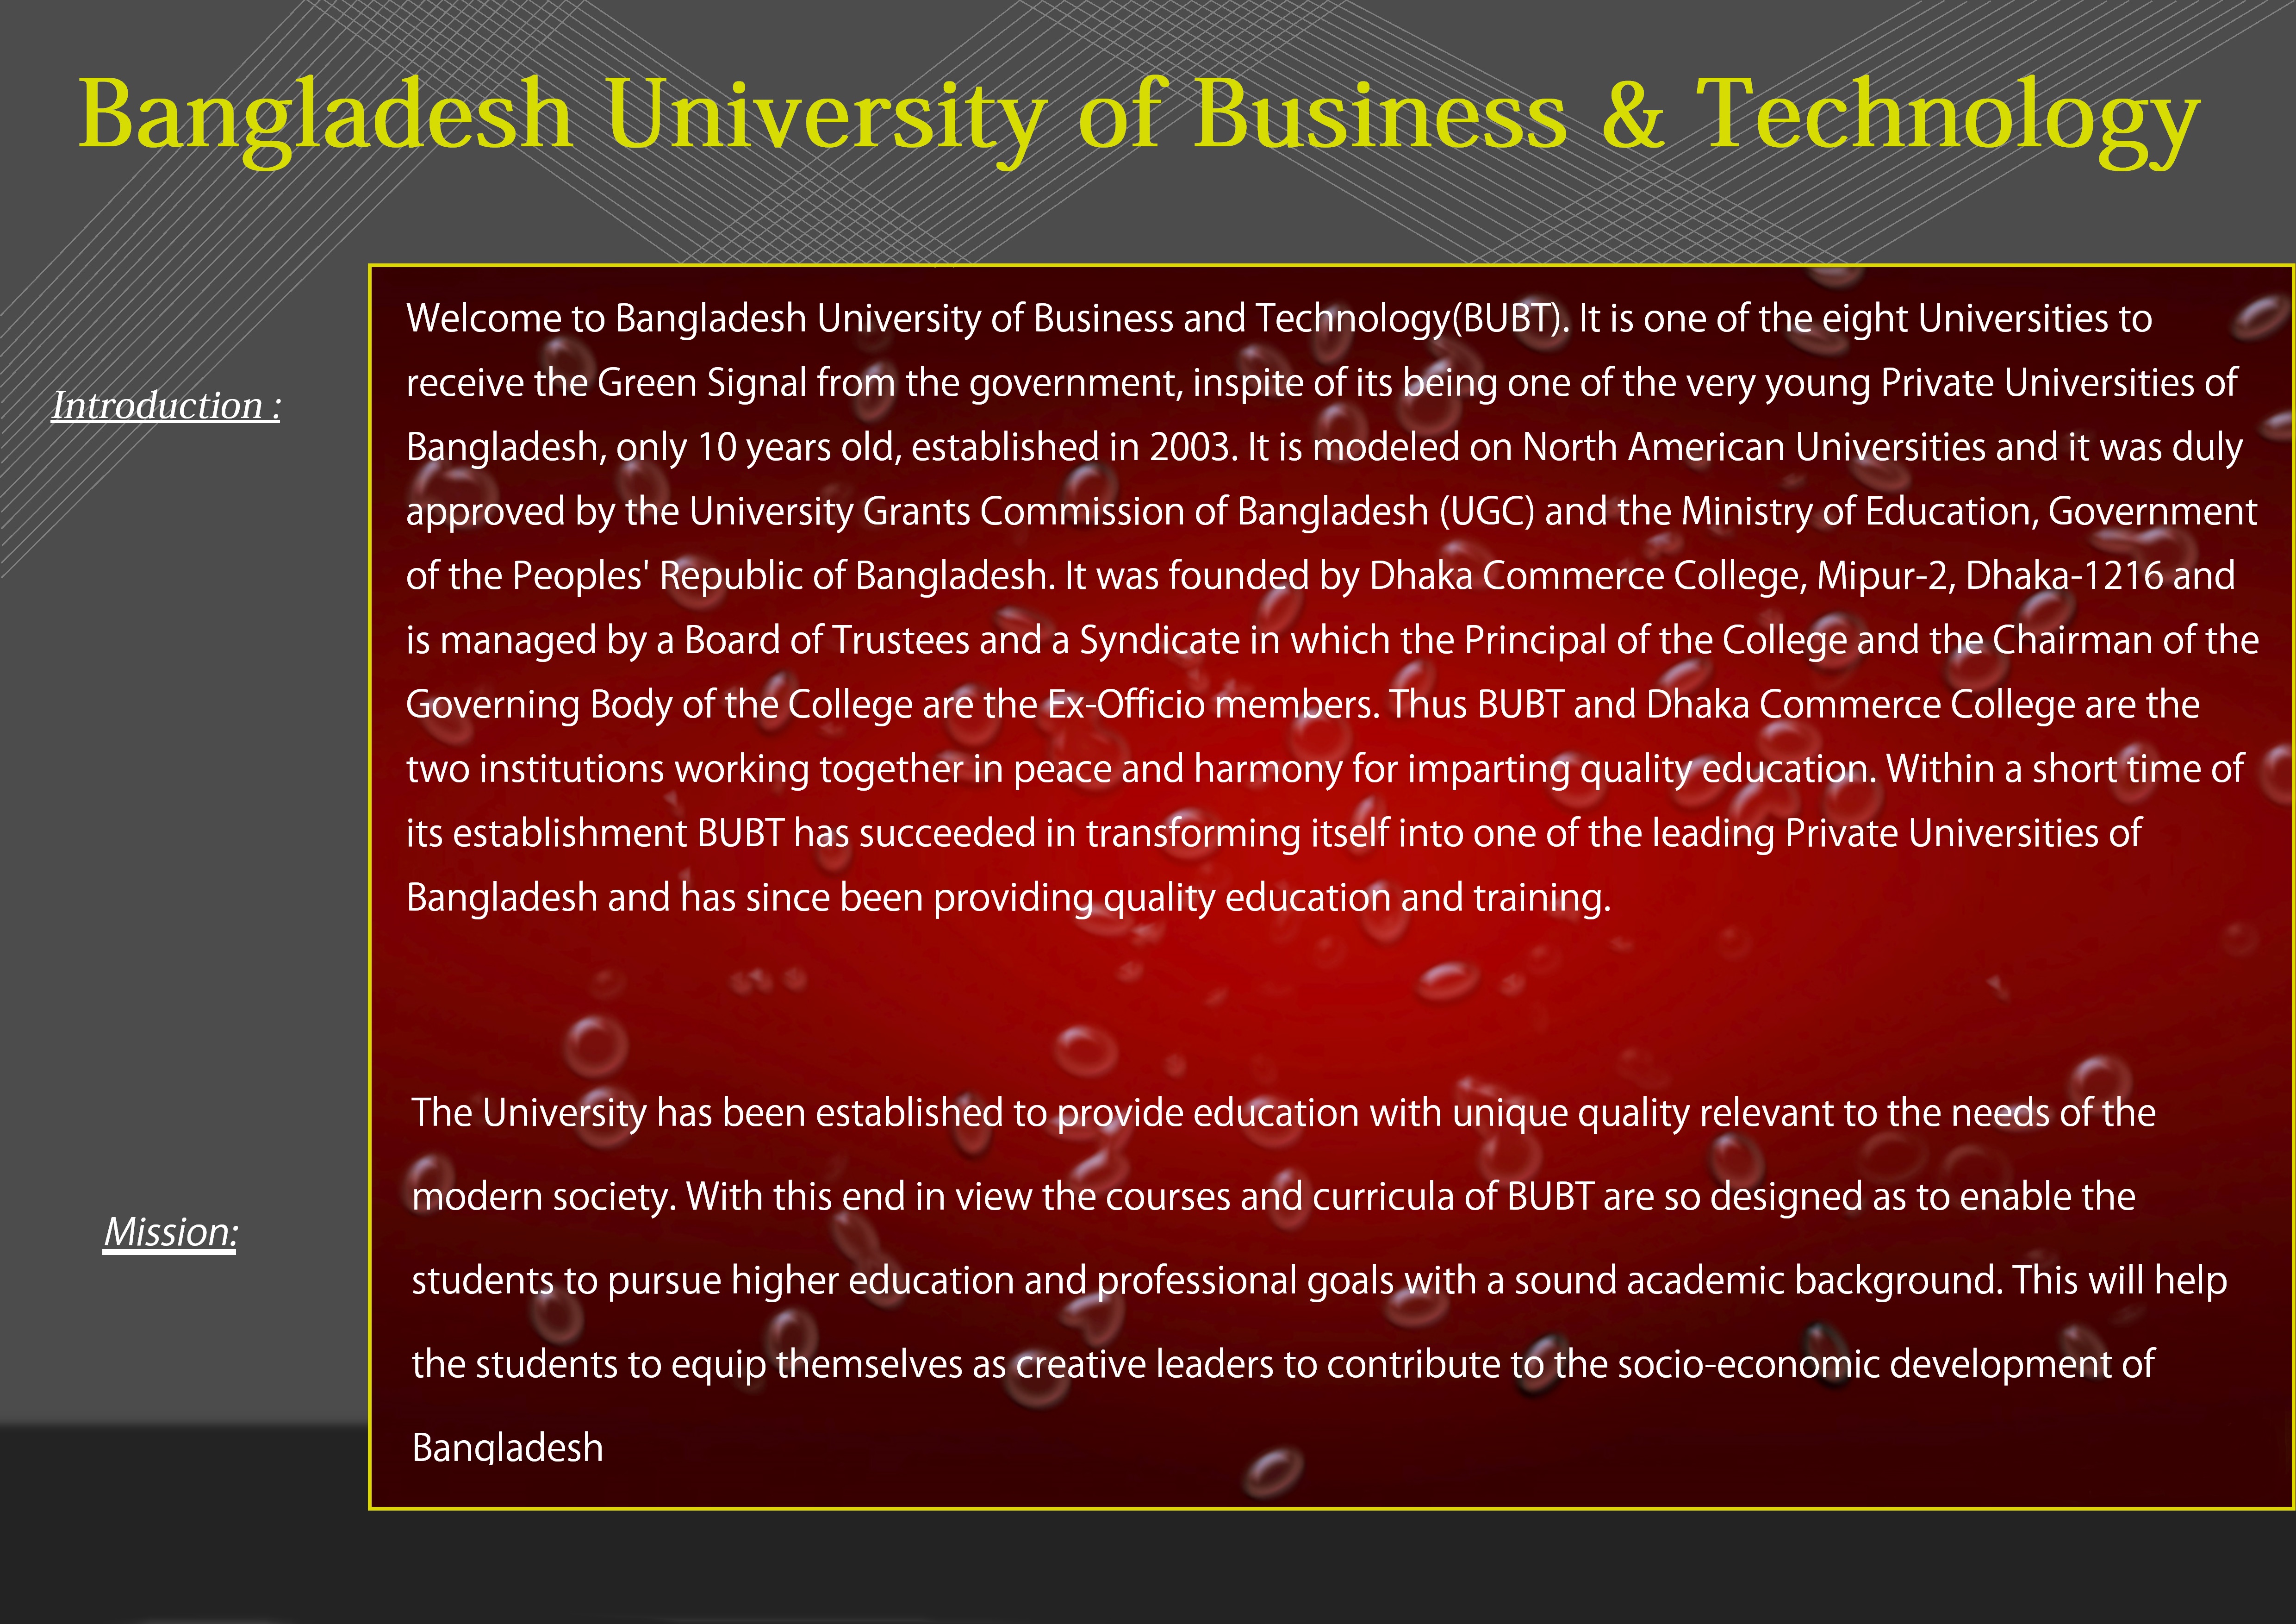 Bangladesh University of Business & Technology
Introduction :
Welcome to Bangladesh University of Business and Technology(BUBT). It is one of the eight Universities to
receive the Green Signal from the government, inspite of its being one of the very young Private Universities of
Bangladesh, only 10 years old, established in 2003. It is modeled on North American Universities and it was duly
approved by the University Grants Commission of Bangladesh (UGC) and the Ministry of Education, Government
of the Peoples' Republic of Bangladesh. It was founded by Dhaka Commerce College, Mipur-2, Dhaka-1216 and
is managed by a Board of Trustees and a Syndicate in which the Principal of the College and the Chairman of the
Governing Body of the College are the Ex-Officio members. Thus BUBT and Dhaka Commerce College are the
two institutions working together in peace and harmony for imparting quality education. Within a short time of
its establishment BUBT has succeeded in transforming itself into one of the leading Private Universities of
Bangladesh and has since been providing quality education and training.
Mission:
The University has been established to provide education with unique quality relevant to the needs of the
modern society. With this end in view the courses and curricula of BUBT are so designed as to enable the
students to pursue higher education and professional goals with a sound academic background. This will help
the students to equip themselves as creative leaders to contribute to the socio-economic development of
Bangladesh